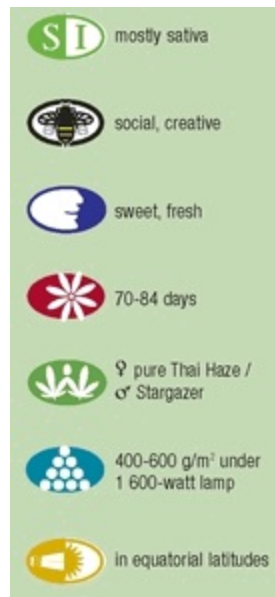 S I
mostly sativa
social, creative
sweet, fresh
70-84 days
♀ pure Thai Haze /
♂ Stargazer
400-600 g/m² under
1 600-watt lamp
in equatorial latitudes